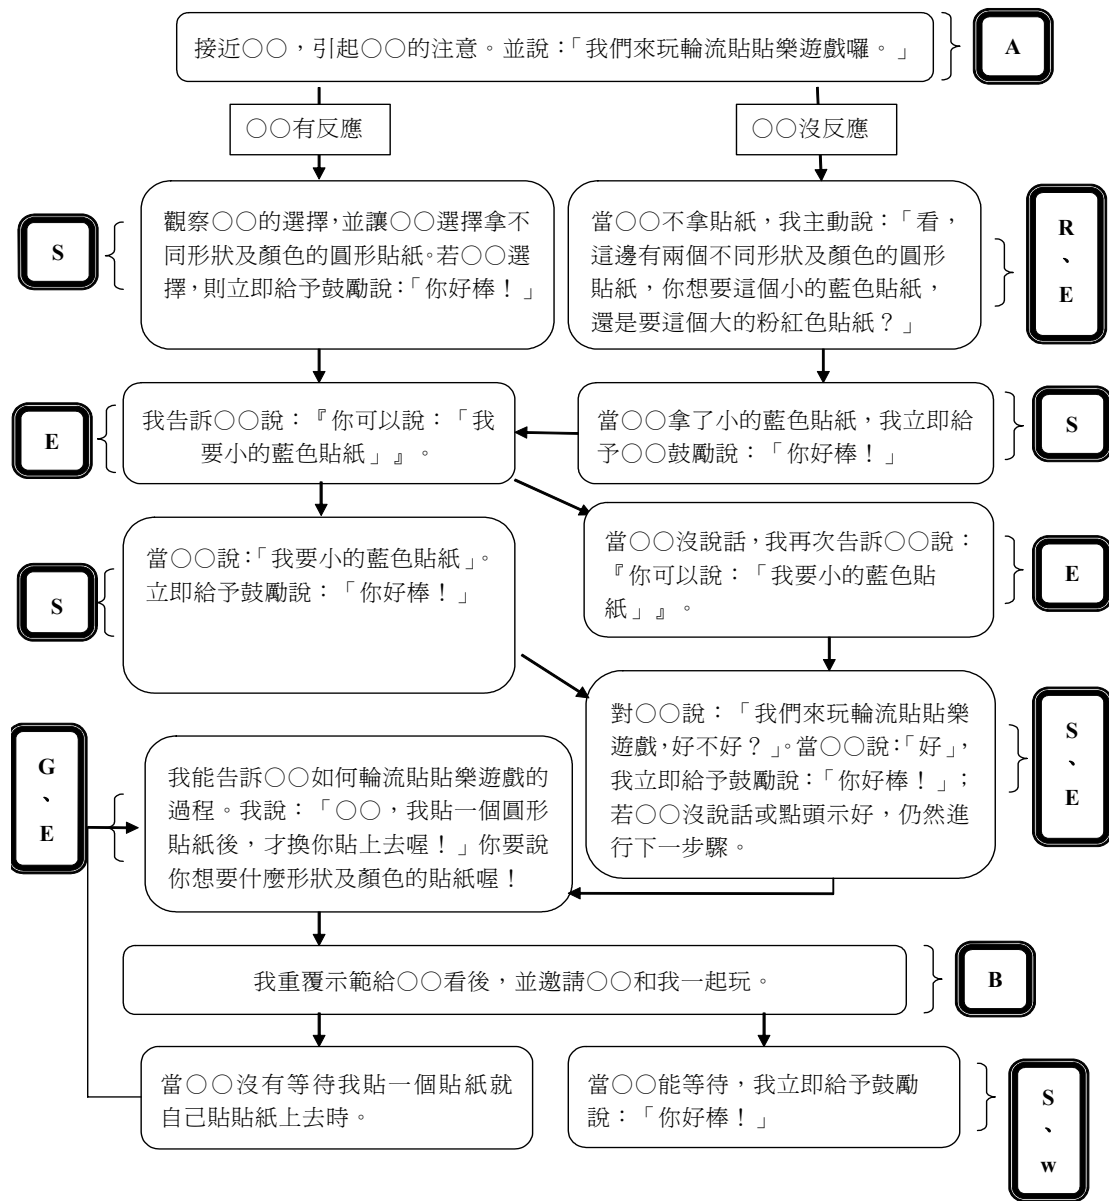 接近○○，引起○○的注意。並說：「我們來玩輪流貼貼樂遊戲囉。」
A
○○有反應
○○沒反應
S
觀察○○的選擇，並讓○○選擇拿不
同形狀及顏色的圓形貼紙。若○○選
擇，則立即給予鼓勵說：「你好棒！」
當○○不拿貼紙，我主動說：「看，
這邊有兩個不同形狀及顏色的圓形
貼紙，你想要這個小的藍色貼紙，
還是要這個大的粉紅色貼紙？」
R
、
E
E
我告訴○○說：『你可以說：「我
要小的藍色貼紙」』。
當○○拿了小的藍色貼紙，我立即給
予○○鼓勵說：「你好棒！」
S
S
當○○說：「我要小的藍色貼紙」。
立即給予鼓勵說：「你好棒！」
當○○沒說話，我再次告訴○○說：
『你可以說：「我要小的藍色貼
紙」』。
E
對○○說：「我們來玩輪流貼貼樂
遊戲，好不好？」。當○○說：「好」，
我立即給予鼓勵說：「你好棒！」；
若○○沒說話或點頭示好，仍然進
行下一步驟。
S
、
E
G
、
E
我能告訴○○如何輪流貼貼樂遊戲的
過程。我說：「○○，我貼一個圓形
貼紙後，才換你貼上去喔！」你要說
你想要什麼形狀及顏色的貼紙喔！
我重覆示範給○○看後，並邀請○○和我一起玩。
B
當○○沒有等待我貼一個貼紙就
自己貼貼紙上去時。
當○○能等待，我立即給予鼓勵
說：「你好棒！」
S
、
w